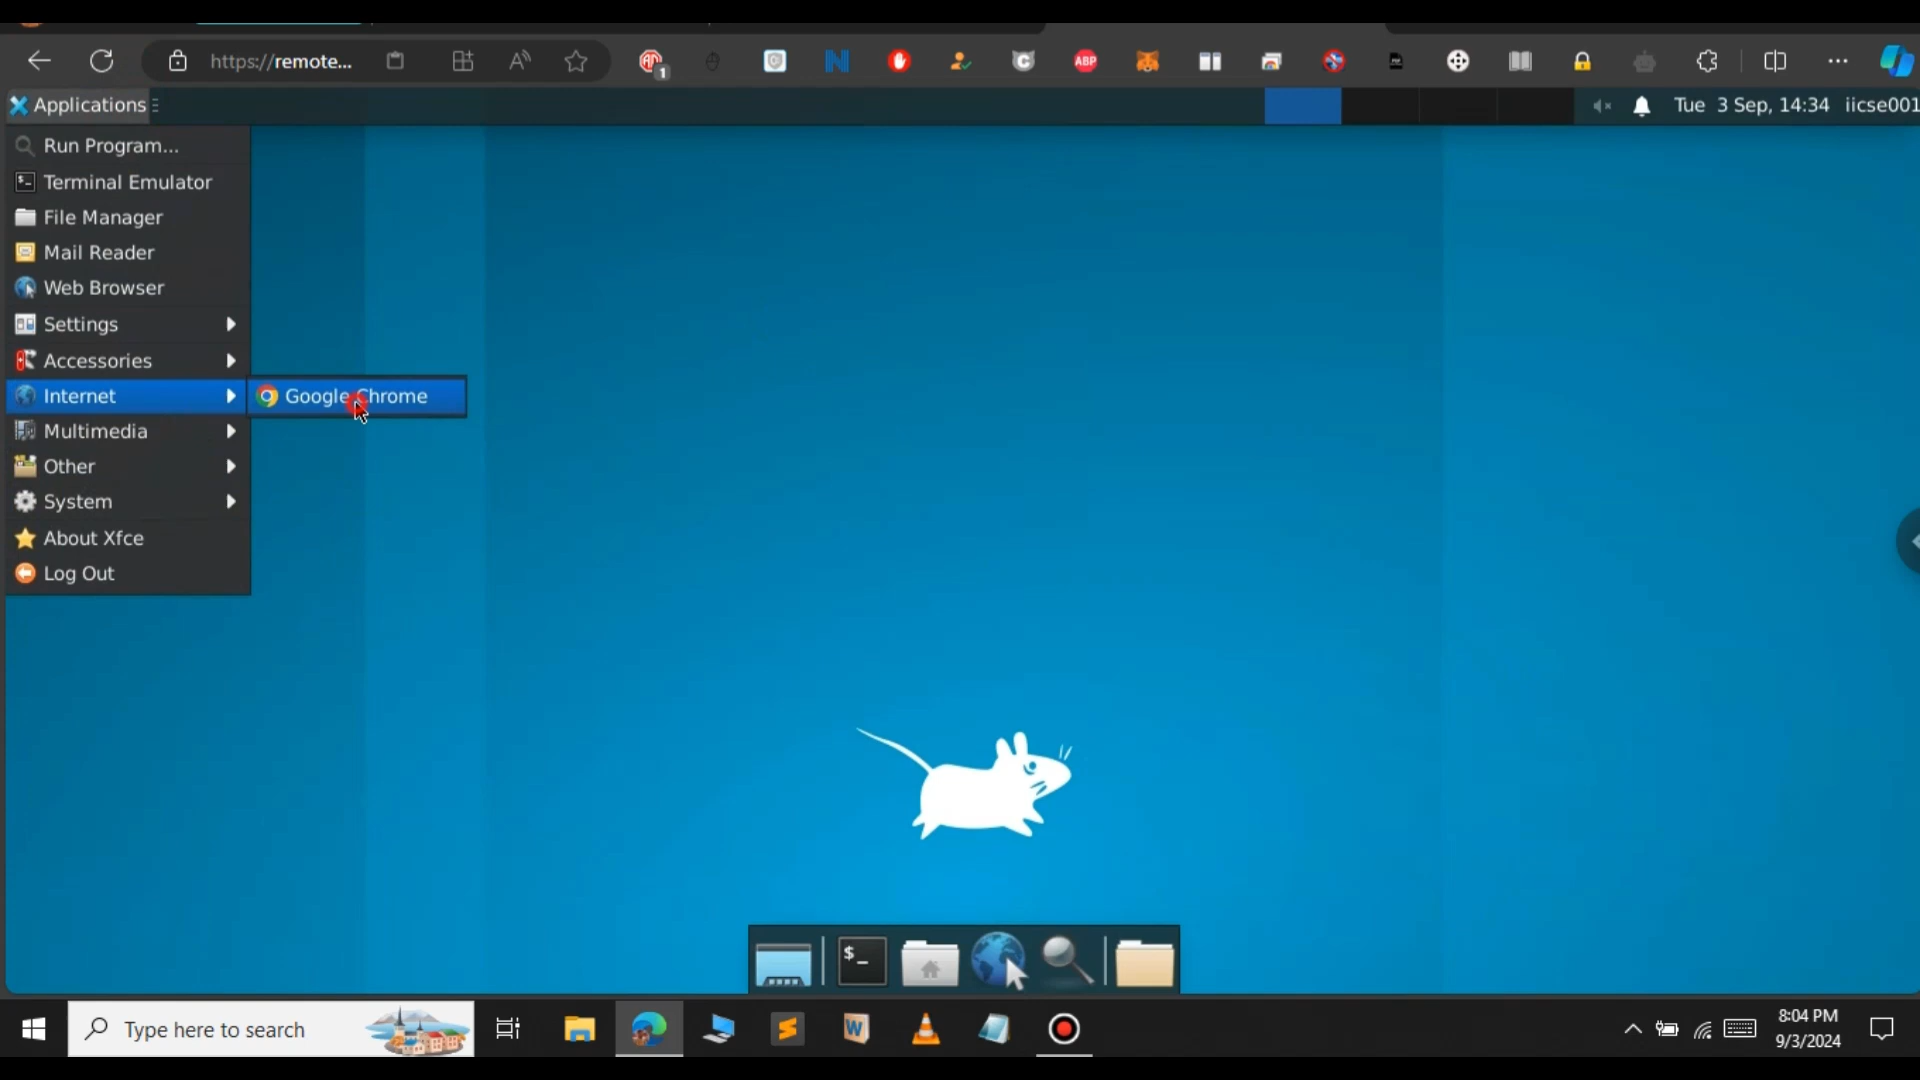 https://remote...
1
ABP
Applications
Tue 3 Sep, 14:34 iicse001
Run Program...
Terminal Emulator
File Manager
Mail Reader
Web Browser
Settings
Accessories
Internet
Google Chrome
Multimedia
Other
System
About Xfce
Log Out
$_
Type here to search
W
8:04 PM
9/3/2024